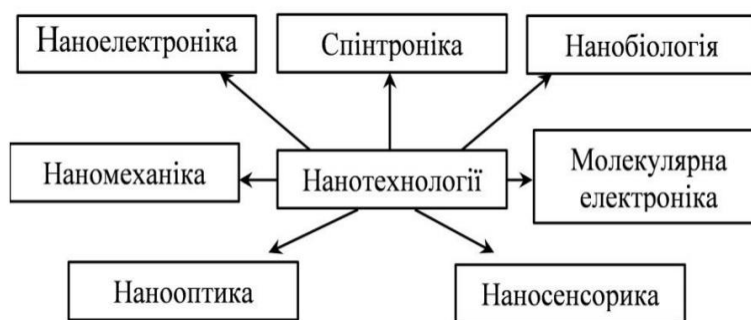 Наноелектроніка
Спінтроніка
Нанобіологія
Наномеханіка
Нанотехнології
Молекулярна
електроніка
Нанооптика
Наносенсорика